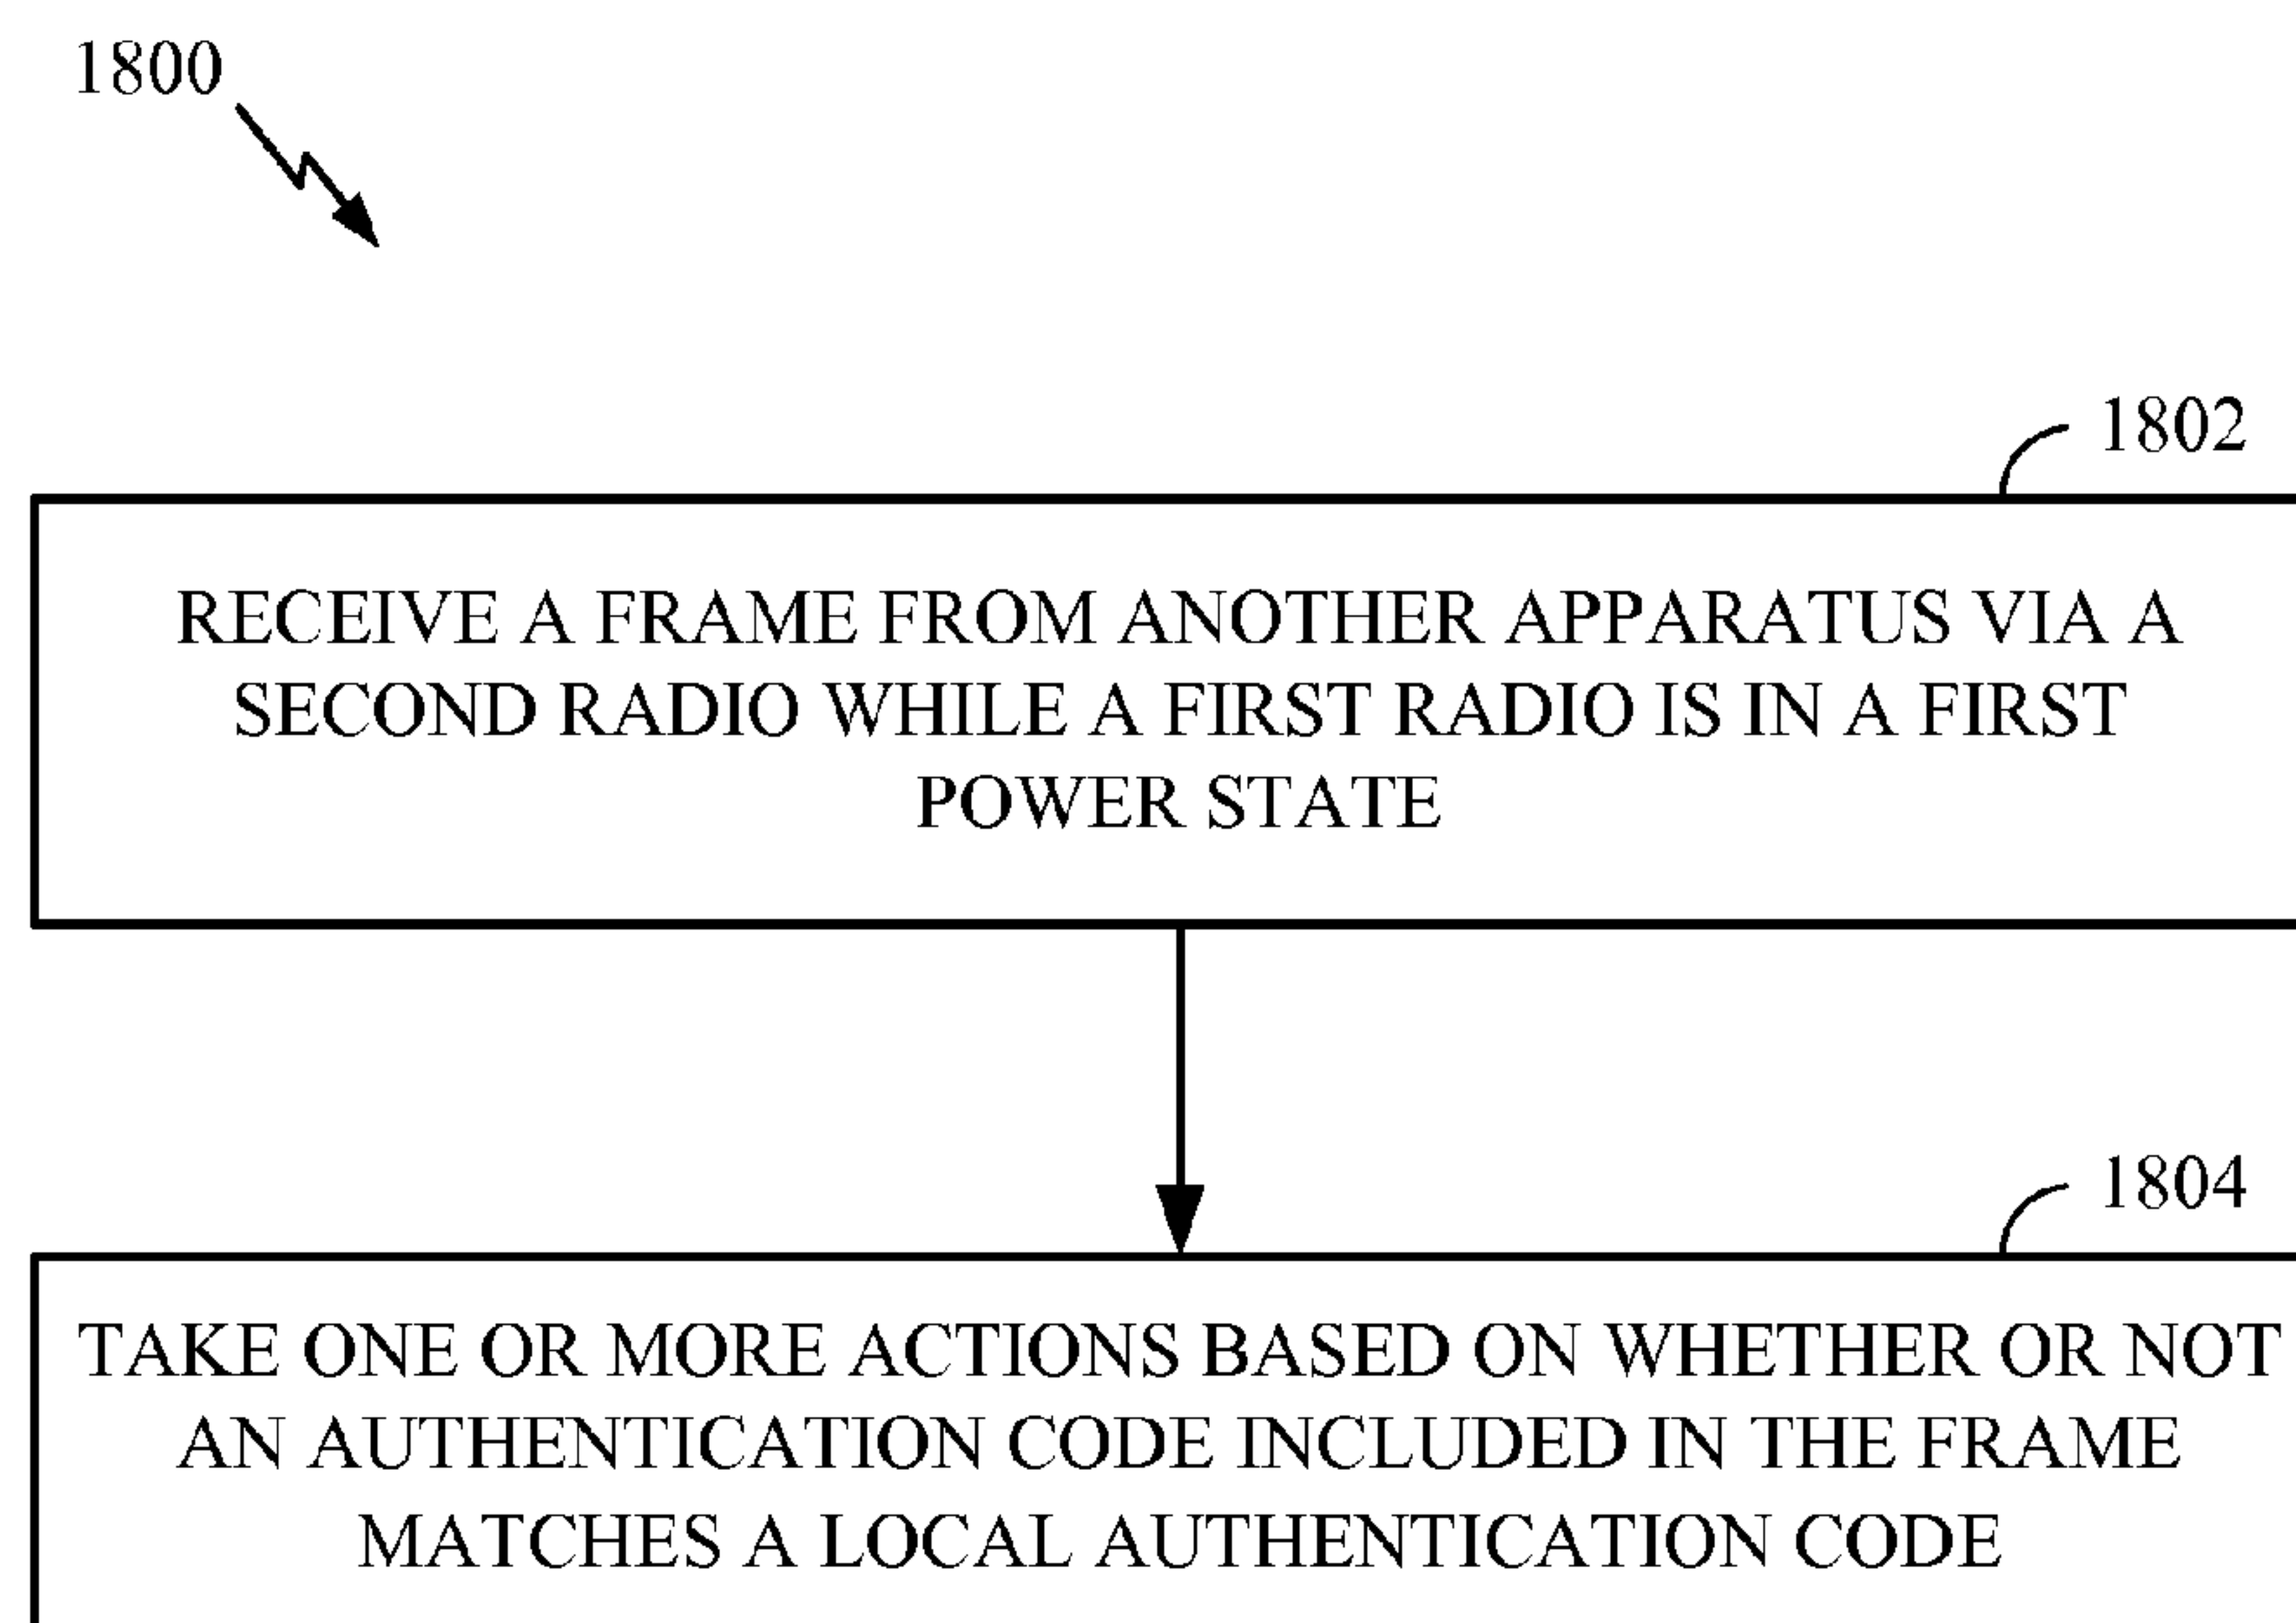 1800
1802
RECEIVE A FRAME FROM ANOTHER APPARATUS VIA A
SECOND RADIO WHILE A FIRST RADIO IS IN A FIRST
POWER STATE
1804
TAKE ONE OR MORE ACTIONS BASED ON WHETHER OR NOT
AN AUTHENTICATION CODE INCLUDED IN THE FRAME
MATCHES A LOCAL AUTHENTICATION CODE